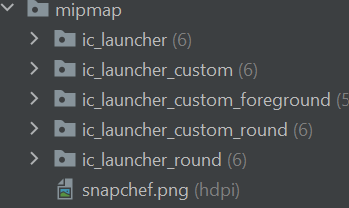 mipmap
ic_launcher (6)
ic_launcher_custom (6)
ic_launcher_custom_foreground (5
ic_launcher_custom_round (6)
ic_launcher_round (6)
snapchef.png (hdpi)